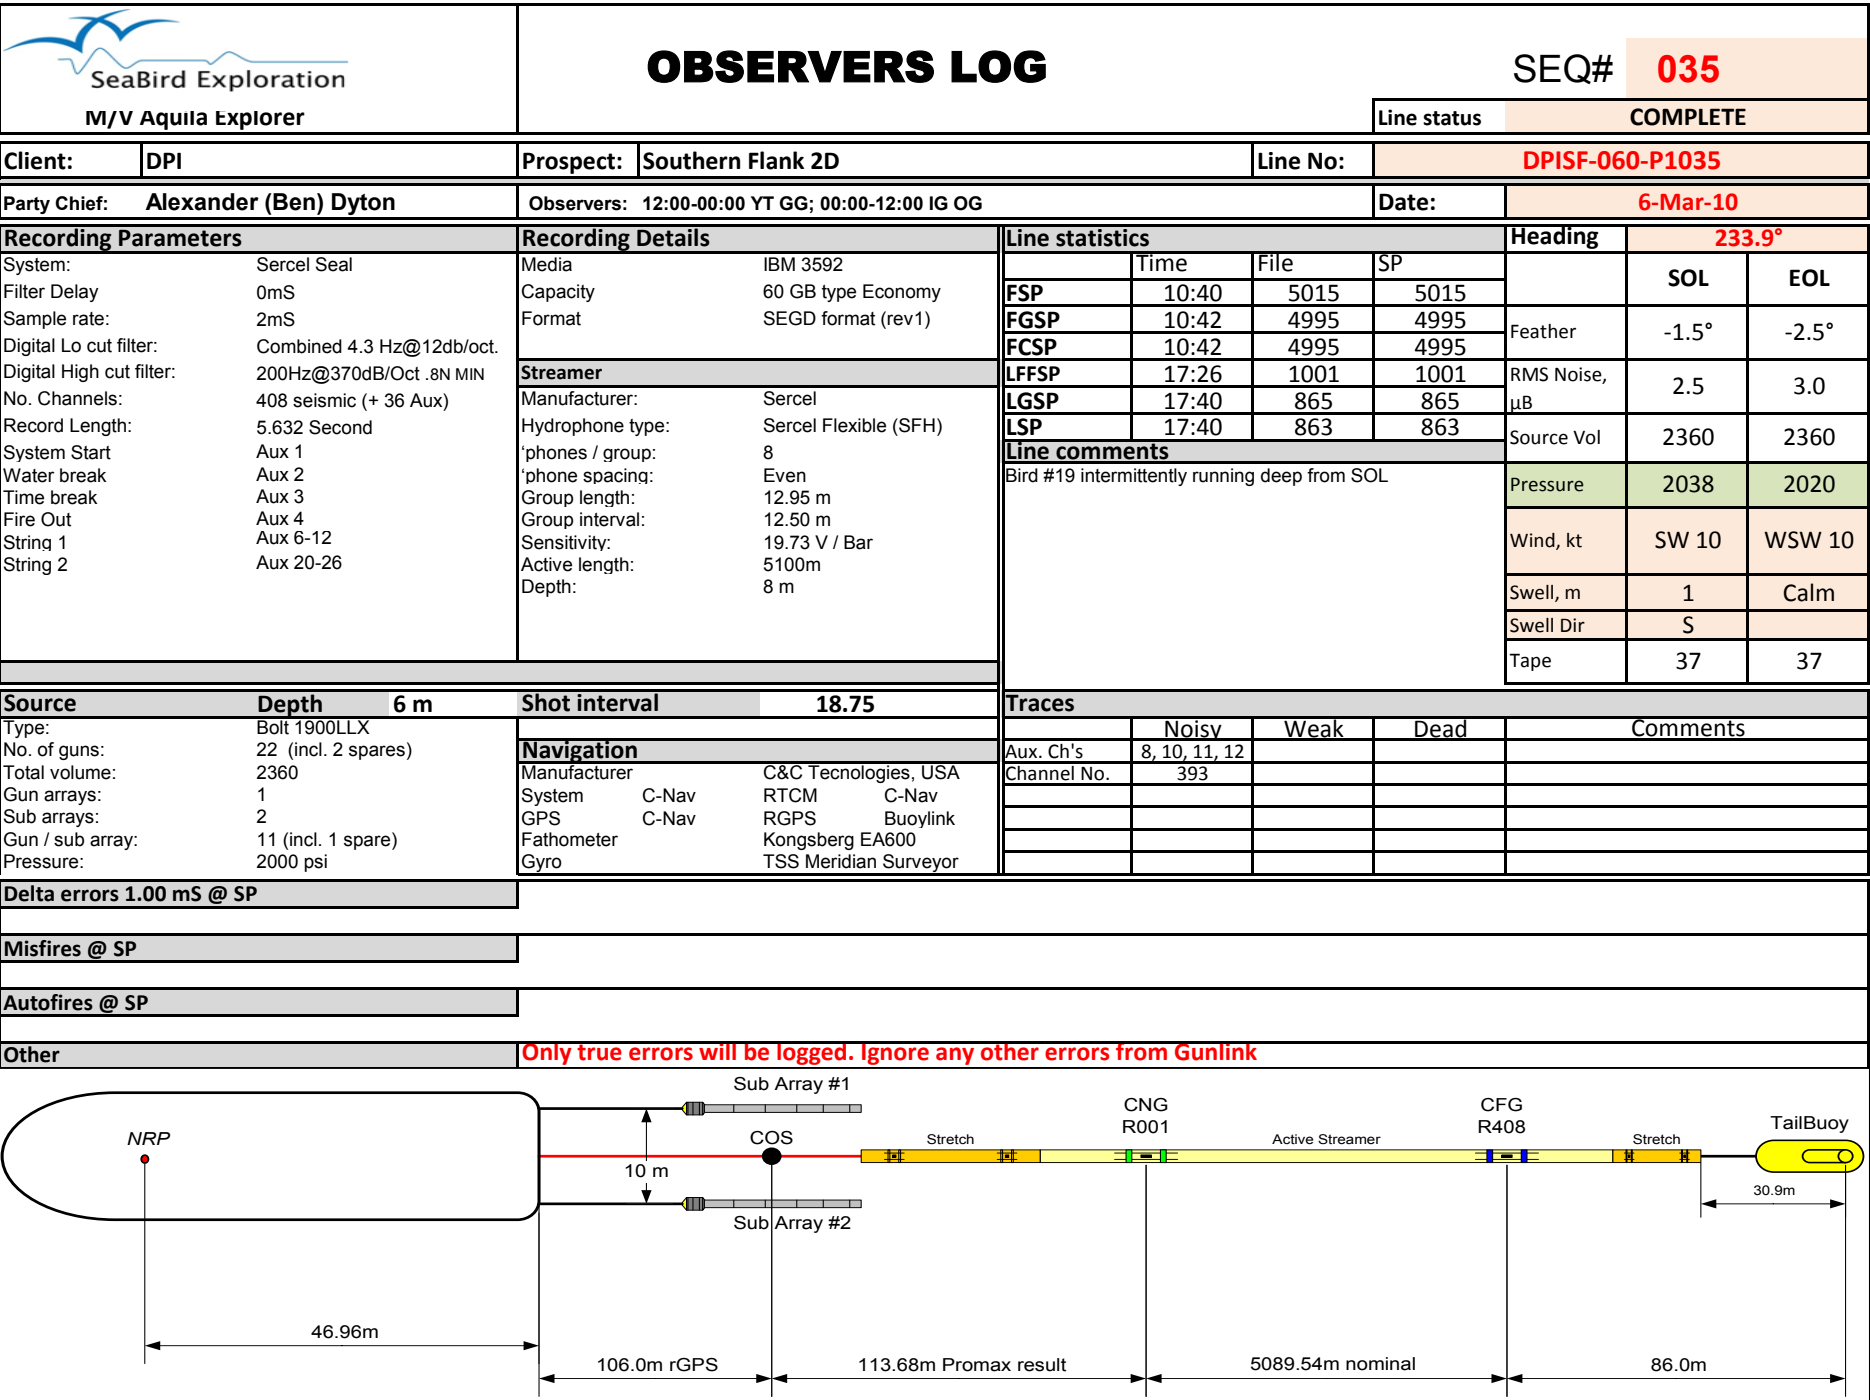 SeaBird Exploration
M/V Aquila Explorer
OBSERVERS LOG
SEQ# 035
Line status COMPLETE
Client: DPI Prospect: Southern Flank 2D Line No: DPISF-060-P1035
Party Chief: Alexander (Ben) Dyton Observers: 12:00-00:00 YT GG; 00:00-12:00 IG OG Date: 6-Mar-10
Recording Parameters
System: Sercel Seal
Filter Delay 0mS
Sample rate: 2mS
Digital Lo cut filter: Combined 4.3 Hz@12db/oct.
Digital High cut filter: 200Hz@370dB/Oct .8N MIN
No. Channels: 408 seismic (+ 36 Aux)
Record Length: 5.632 Second
System Start Aux 1
Water break Aux 2
Time break Aux 3
Fire Out Aux 4
String 1 Aux 6-12
String 2 Aux 20-26
Recording Details
Media IBM 3592
Capacity 60 GB type Economy
Format SEGD format (rev1)
Streamer
Manufacturer: Sercel
Hydrophone type: Sercel Flexible (SFH)
'phones / group: 8
'phone spacing: Even
Group length: 12.95 m
Group interval: 12.50 m
Sensitivity: 19.73 V / Bar
Active length: 5100m
Depth: 8 m
Line statistics
Time File SP
FSP 10:40 5015 5015
FGSP 10:42 4995 4995
FCSP 10:42 4995 4995
LFFSP 17:26 1001 1001
LGSP 17:40 865 865
LSP 17:40 863 863
Line comments
Bird #19 intermittently running deep from SOL
Heading 233.9°
SOL EOL
Feather -1.5° -2.5°
RMS Noise, 2.5 3.0
µB
Source Vol 2360 2360
Pressure 2038 2020
Wind, kt SW 10 WSW 10
Swell, m 1 Calm
Swell Dir S
Tape 37 37
Source Depth 6 m
Type: Bolt 1900LLX
No. of guns: 22 (incl. 2 spares)
Total volume: 2360
Gun arrays: 1
Sub arrays: 2
Gun / sub array: 11 (incl. 1 spare)
Pressure: 2000 psi
Shot interval 18.75
Navigation
Manufacturer C&C Tecnologies, USA
System C-Nav RTCM C-Nav
GPS C-Nav RGPS Buoylink
Fathometer Kongsberg EA600
Gyro TSS Meridian Surveyor
Traces
Noisy Weak Dead Comments
Aux. Ch's 8, 10, 11, 12
Channel No. 393
Delta errors 1.00 mS @ SP
Misfires @ SP
Autofires @ SP
Other Only true errors will be logged. Ignore any other errors from Gunlink
Sub Array #1
NRP
COS
Stretch
CNG
R001
Active Streamer
CFG
R408
Stretch
TailBuoy
10 m
30.9m
Sub Array #2
46.96m
106.0m rGPS
113.68m Promax result
5089.54m nominal
86.0m